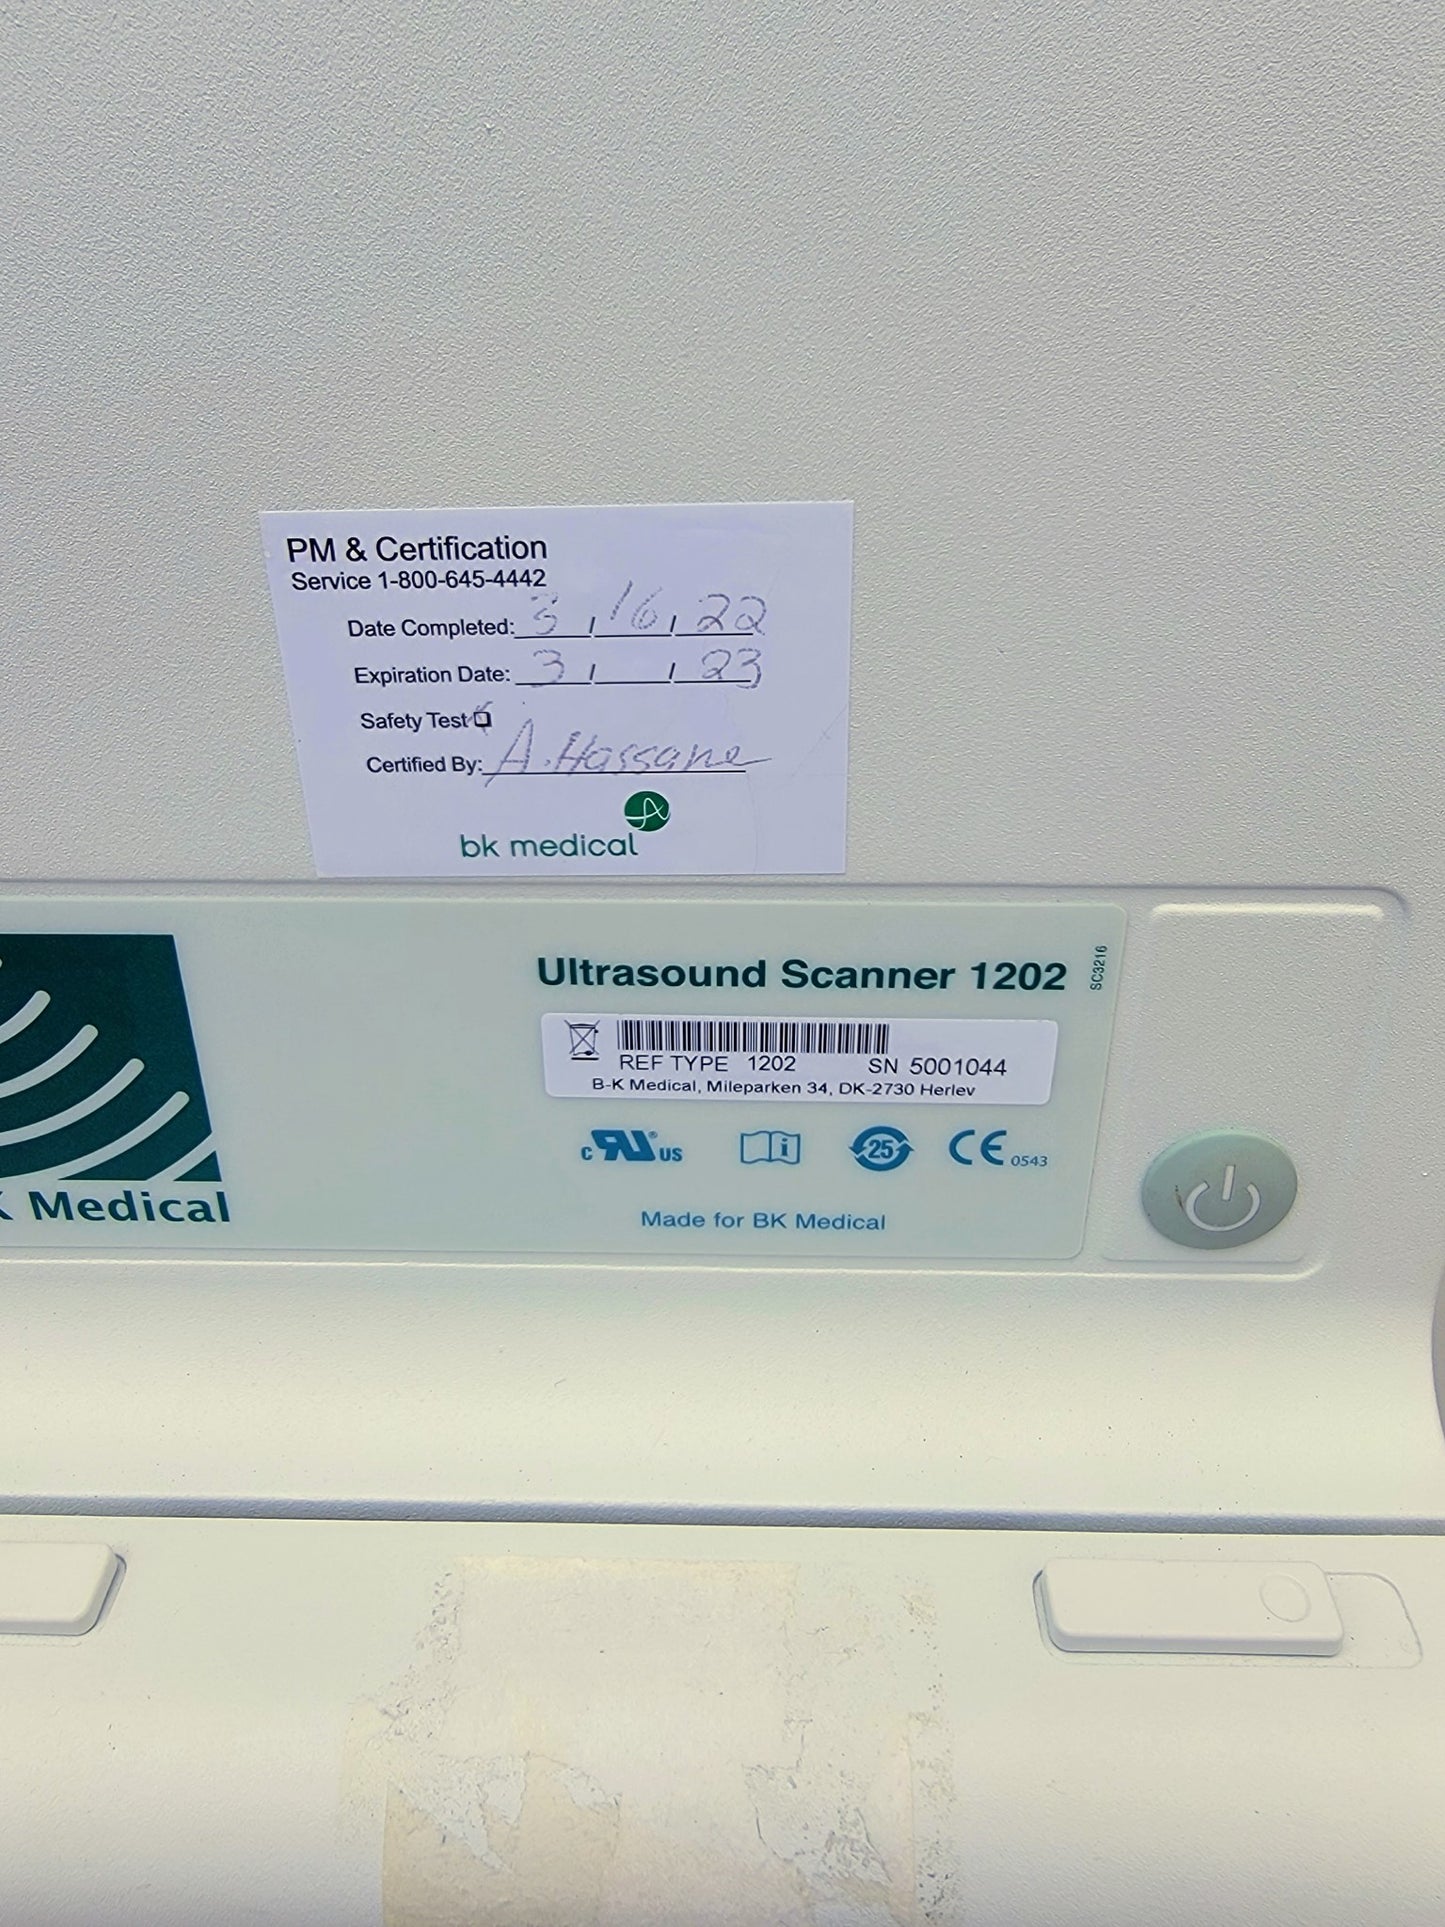 PM & Certification
Service 1-800-645-4442
Date Completed: 3 / 16 / 22
Expiration Date: 3 / / 23
Safety Test
Certified By: A. Hassane
bk medical
Ultrasound Scanner 1202
SC3216
REF TYPE 1202 SN 5001044
B-K Medical, Mileparken 34, DK-2730 Herlev
c RU ® US i 25 CE 0543
Made for BK Medical
K Medical